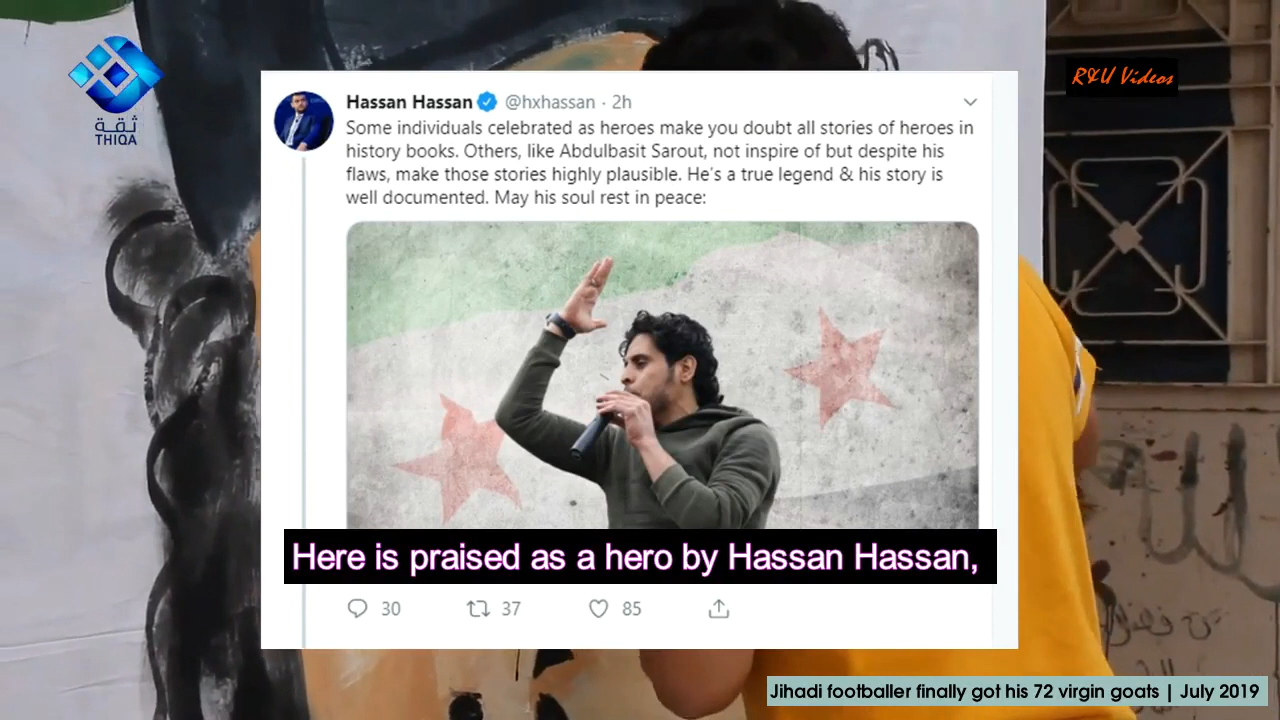 ثقة
THIQA
R&U Videos
Hassan Hassan @hxhassan · 2h
Some individuals celebrated as heroes make you doubt all stories of heroes in
history books. Others, like Abdulbasit Sarout, not inspire of but despite his
flaws, make those stories highly plausible. He's a true legend & his story is
well documented. May his soul rest in peace:
Here is praised as a hero by Hassan Hassan,
30 37 85
Jihadi footballer finally got his 72 virgin goats | July 2019